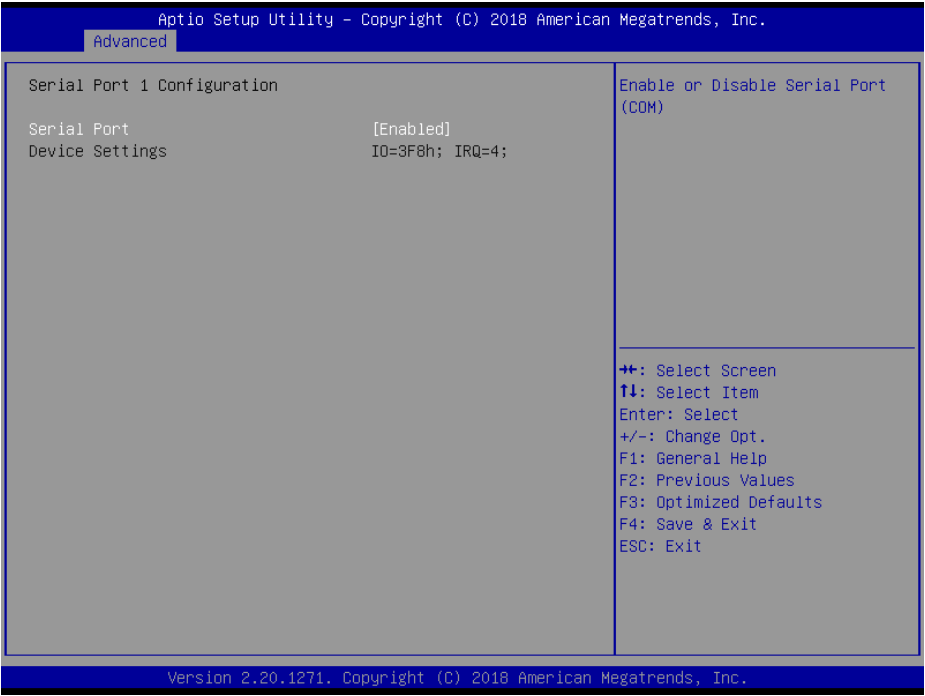 Aptio Setup Utility – Copyright (C) 2018 American Megatrends, Inc.
Advanced
Serial Port 1 Configuration
Serial Port [Enabled]
Device Settings IO=3F8h; IRQ=4;
Enable or Disable Serial Port
(COM)
→←: Select Screen
↑↓: Select Item
Enter: Select
+/-: Change Opt.
F1: General Help
F2: Previous Values
F3: Optimized Defaults
F4: Save & Exit
ESC: Exit
Version 2.20.1271. Copyright (C) 2018 American Megatrends, Inc.